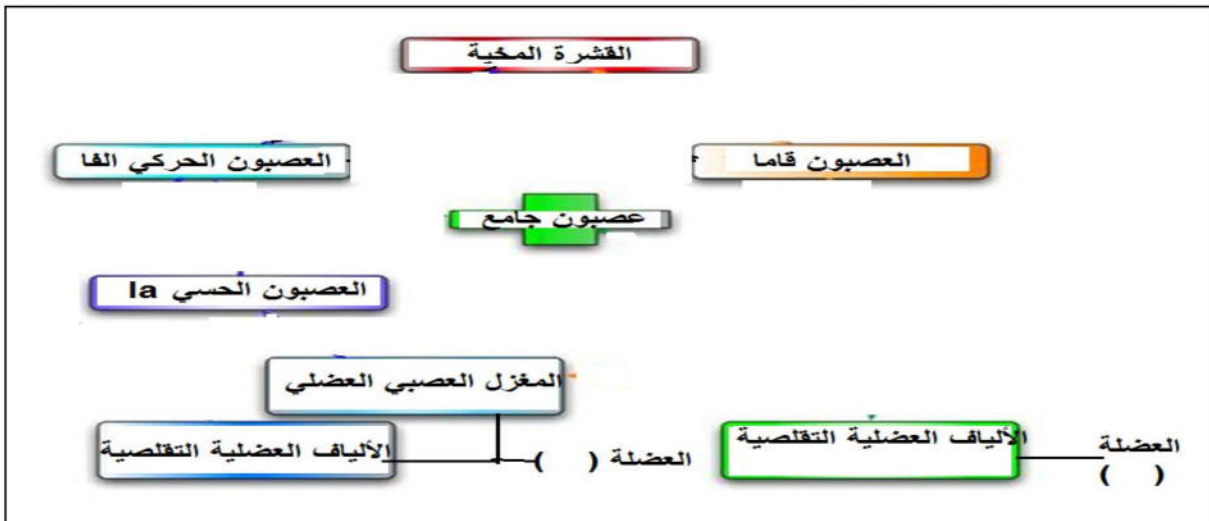 القشرة المخية
العصبون قاما
العصبون الحركي الفا
عصبون جامع
العصبون الحسي Ia
المغزل العصبي العضلي
الألياف العضلية التقلصية
العضلة
( )
الألياف العضلية التقلصية
العضلة ( )